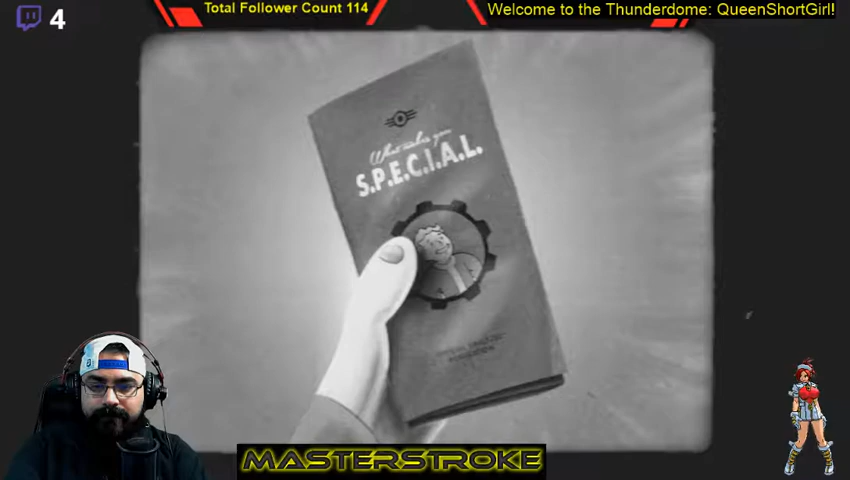 Total Follower Count 114
Welcome to the Thunderdome: QueenShortGirl!
4
What makes you
S.P.E.C.I.A.L.
MASTERSTROKE